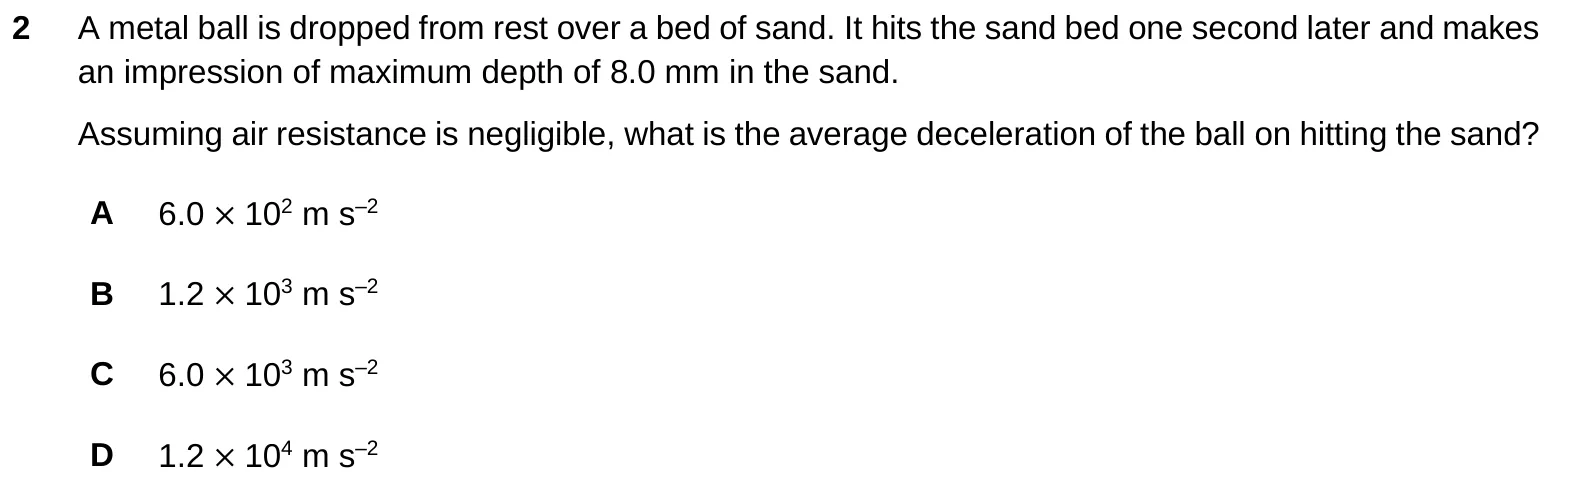 2 A metal ball is dropped from rest over a bed of sand. It hits the sand bed one second later and makes
an impression of maximum depth of 8.0 mm in the sand.
Assuming air resistance is negligible, what is the average deceleration of the ball on hitting the sand?
A 6.0 × 10² m s⁻²
B 1.2 × 10³ m s⁻²
C 6.0 × 10³ m s⁻²
D 1.2 × 10⁴ m s⁻²